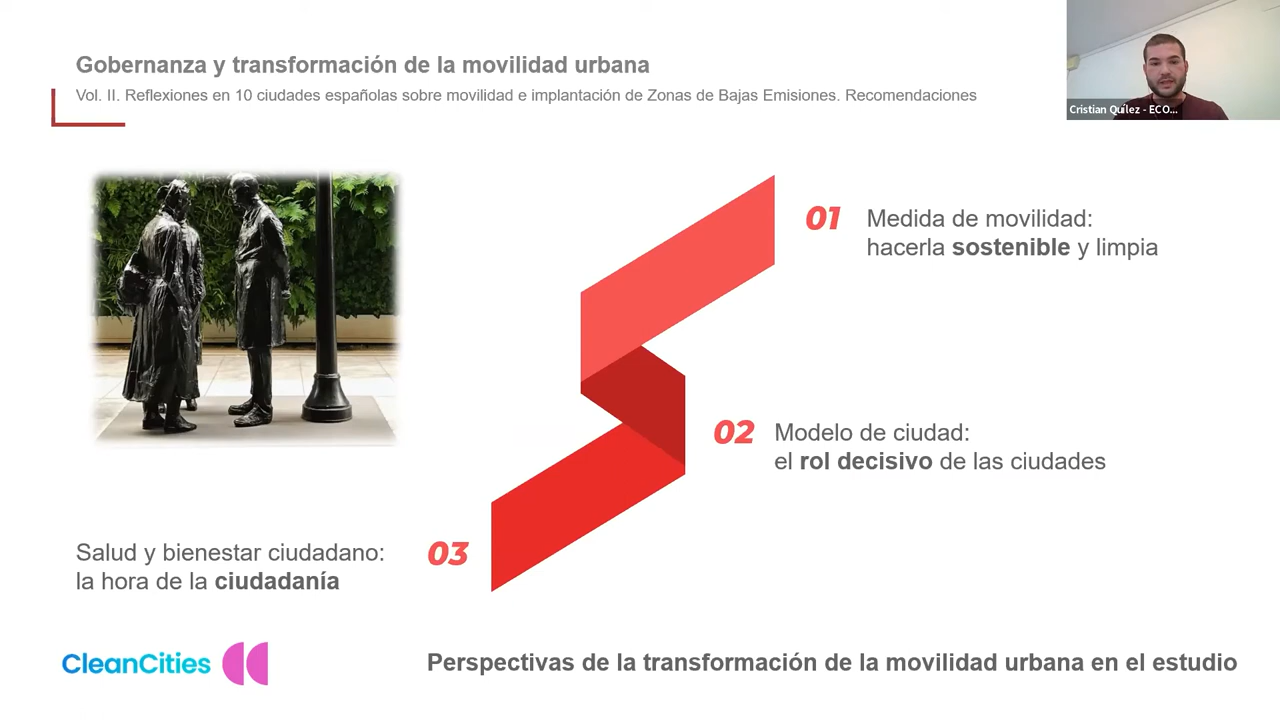 Gobernanza y transformación de la movilidad urbana
Vol. II. Reflexiones en 10 ciudades españolas sobre movilidad e implantación de Zonas de Bajas Emisiones. Recomendaciones
Cristian Quílez - ECO...
01 Medida de movilidad:
hacerla sostenible y limpia
02 Modelo de ciudad:
el rol decisivo de las ciudades
Salud y bienestar ciudadano: 03
la hora de la ciudadanía
CleanCities
Perspectivas de la transformación de la movilidad urbana en el estudio